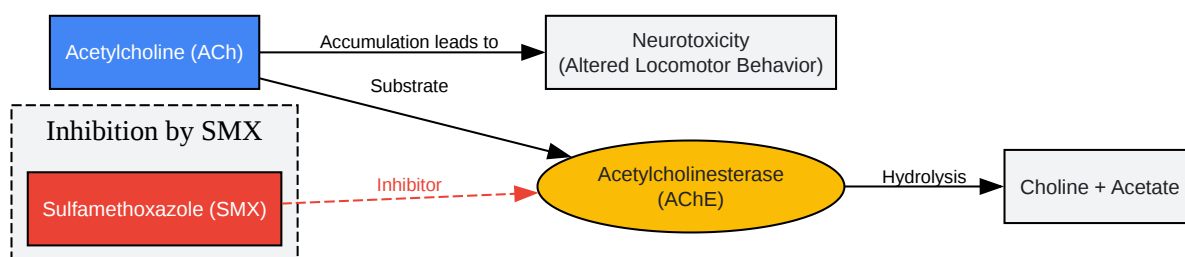 Acetylcholine (ACh)
Accumulation leads to
Neurotoxicity
(Altered Locomotor Behavior)
Substrate
Inhibition by SMX
Sulfamethoxazole (SMX)
Inhibitor
Acetylcholinesterase
(AChE)
Hydrolysis
Choline + Acetate